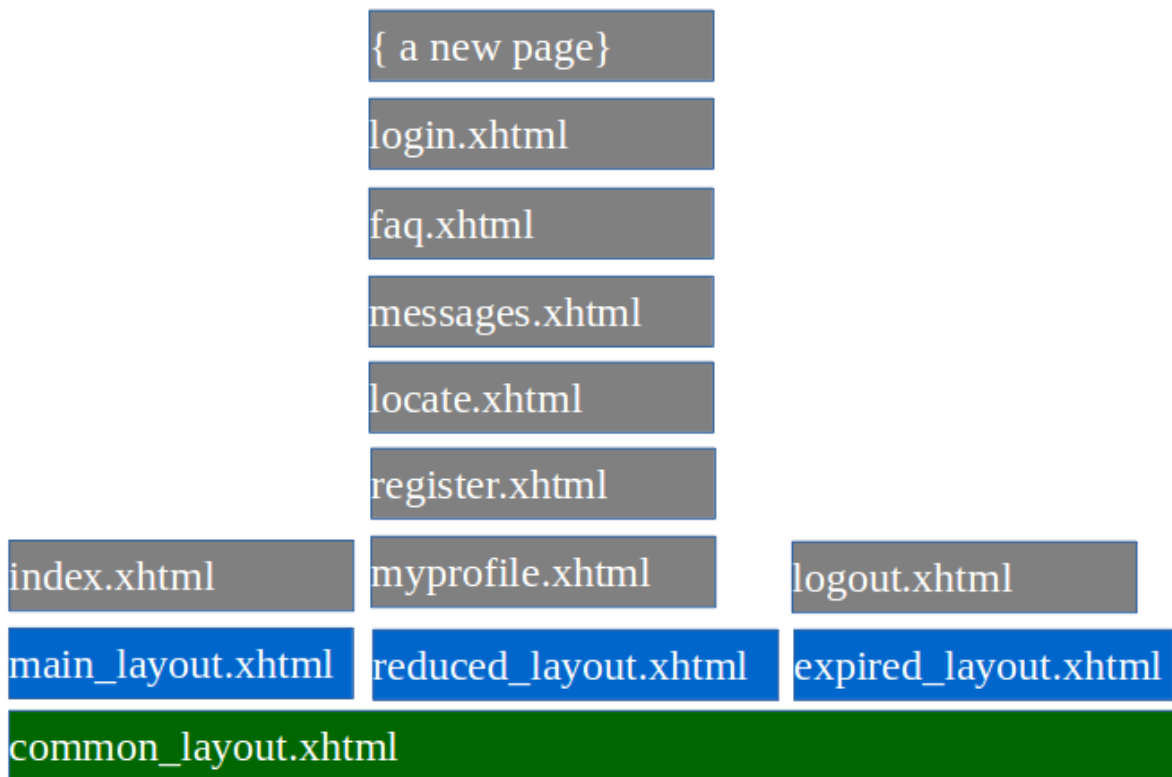 { a new page}
login.xhtml
faq.xhtml
messages.xhtml
locate.xhtml
register.xhtml
index.xhtml
myprofile.xhtml
logout.xhtml
main_layout.xhtml
reduced_layout.xhtml
expired_layout.xhtml
common_layout.xhtml